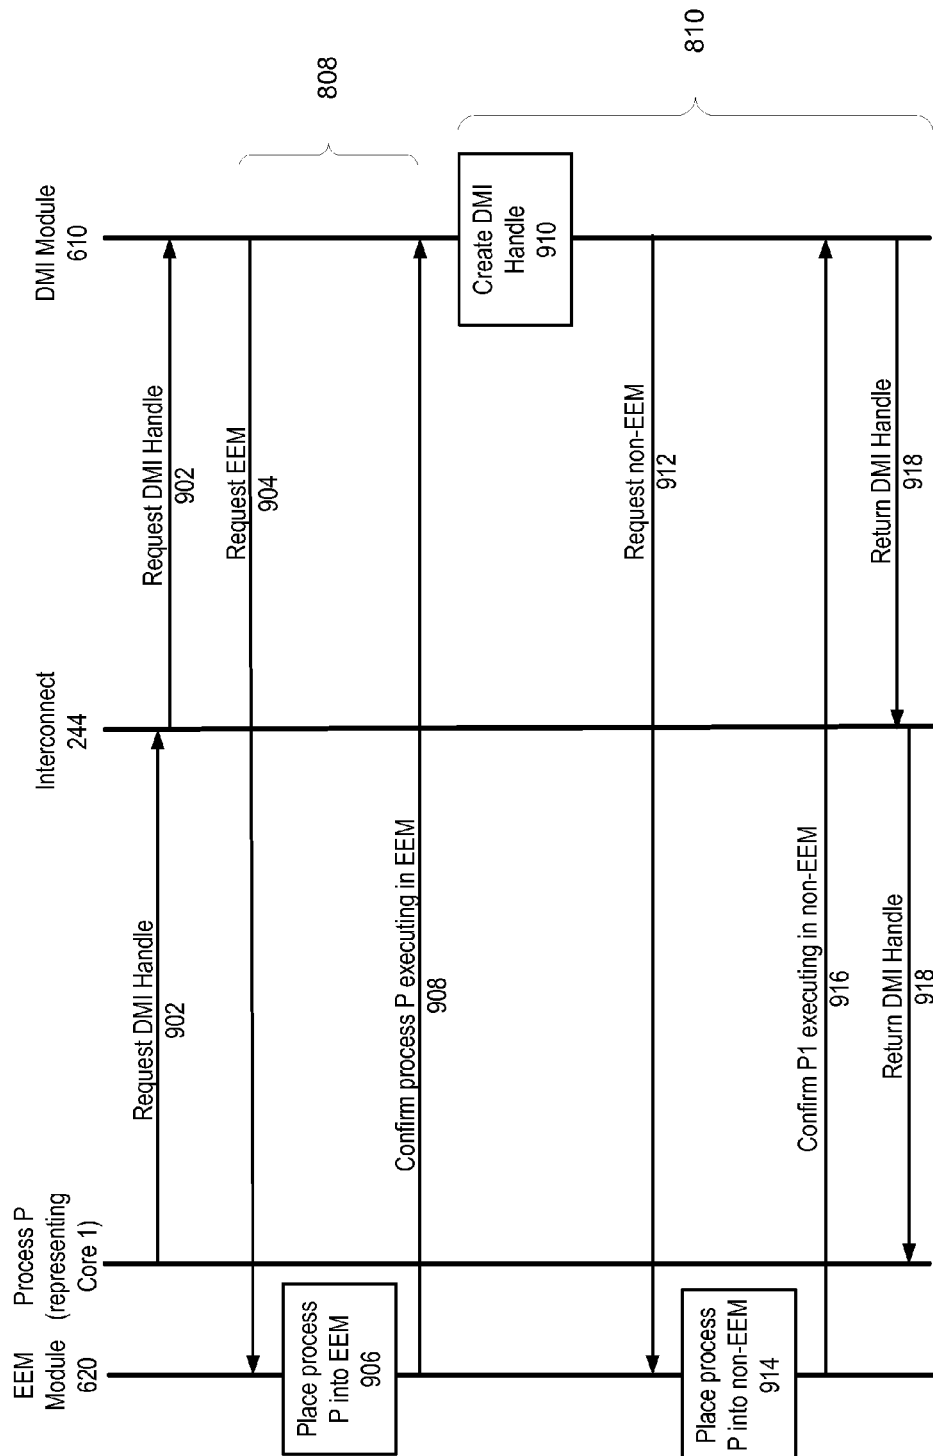 EEM
Module
620
Process P
(representing
Core 1)
Interconnect
244
DMI Module
610
Request DMI Handle
902
Request DMI Handle
902
Request EEM
904
808
Place process
P into EEM
906
Confirm process P executing in EEM
908
Create DMI
Handle
910
810
Request non-EEM
912
Place process
P into non-EEM
914
Confirm P1 executing in non-EEM
916
Return DMI Handle
918
Return DMI Handle
918